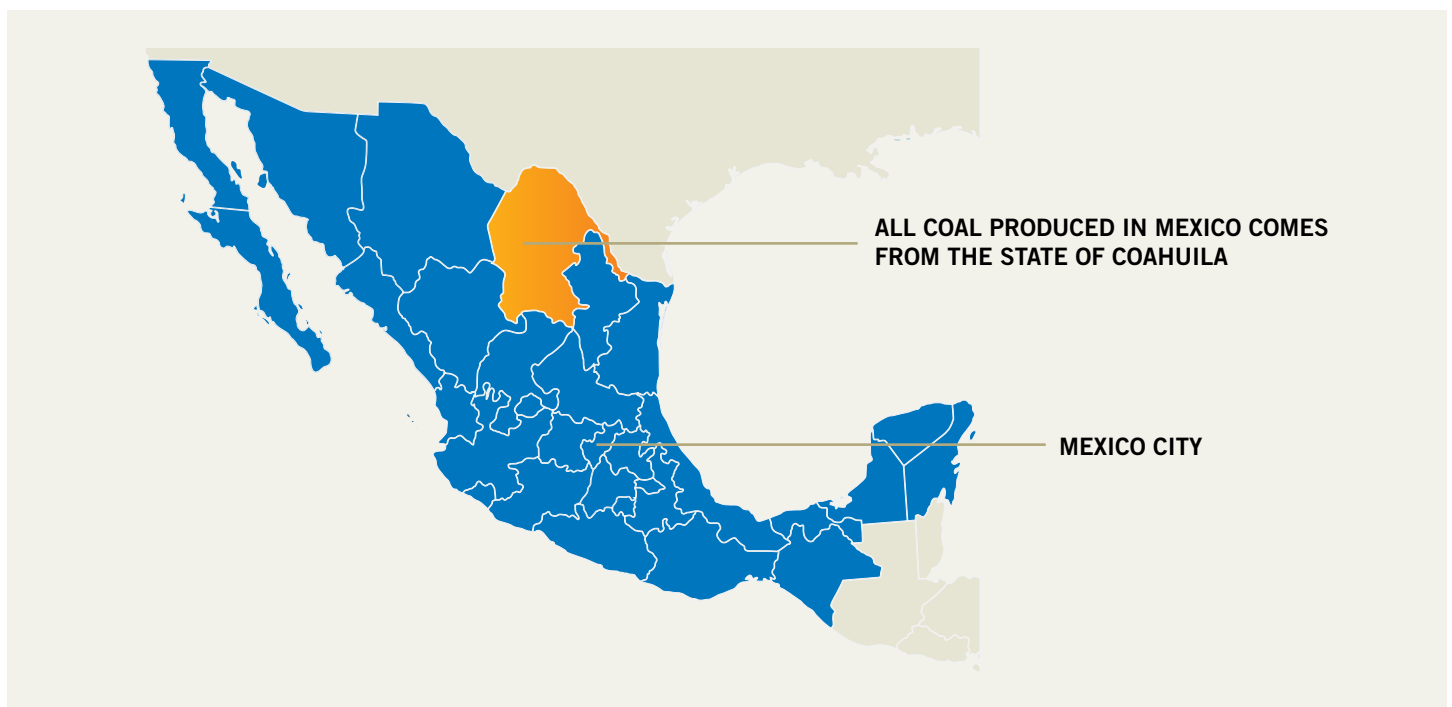 ALL COAL PRODUCED IN MEXICO COMES
FROM THE STATE OF COAHUILA
MEXICO CITY